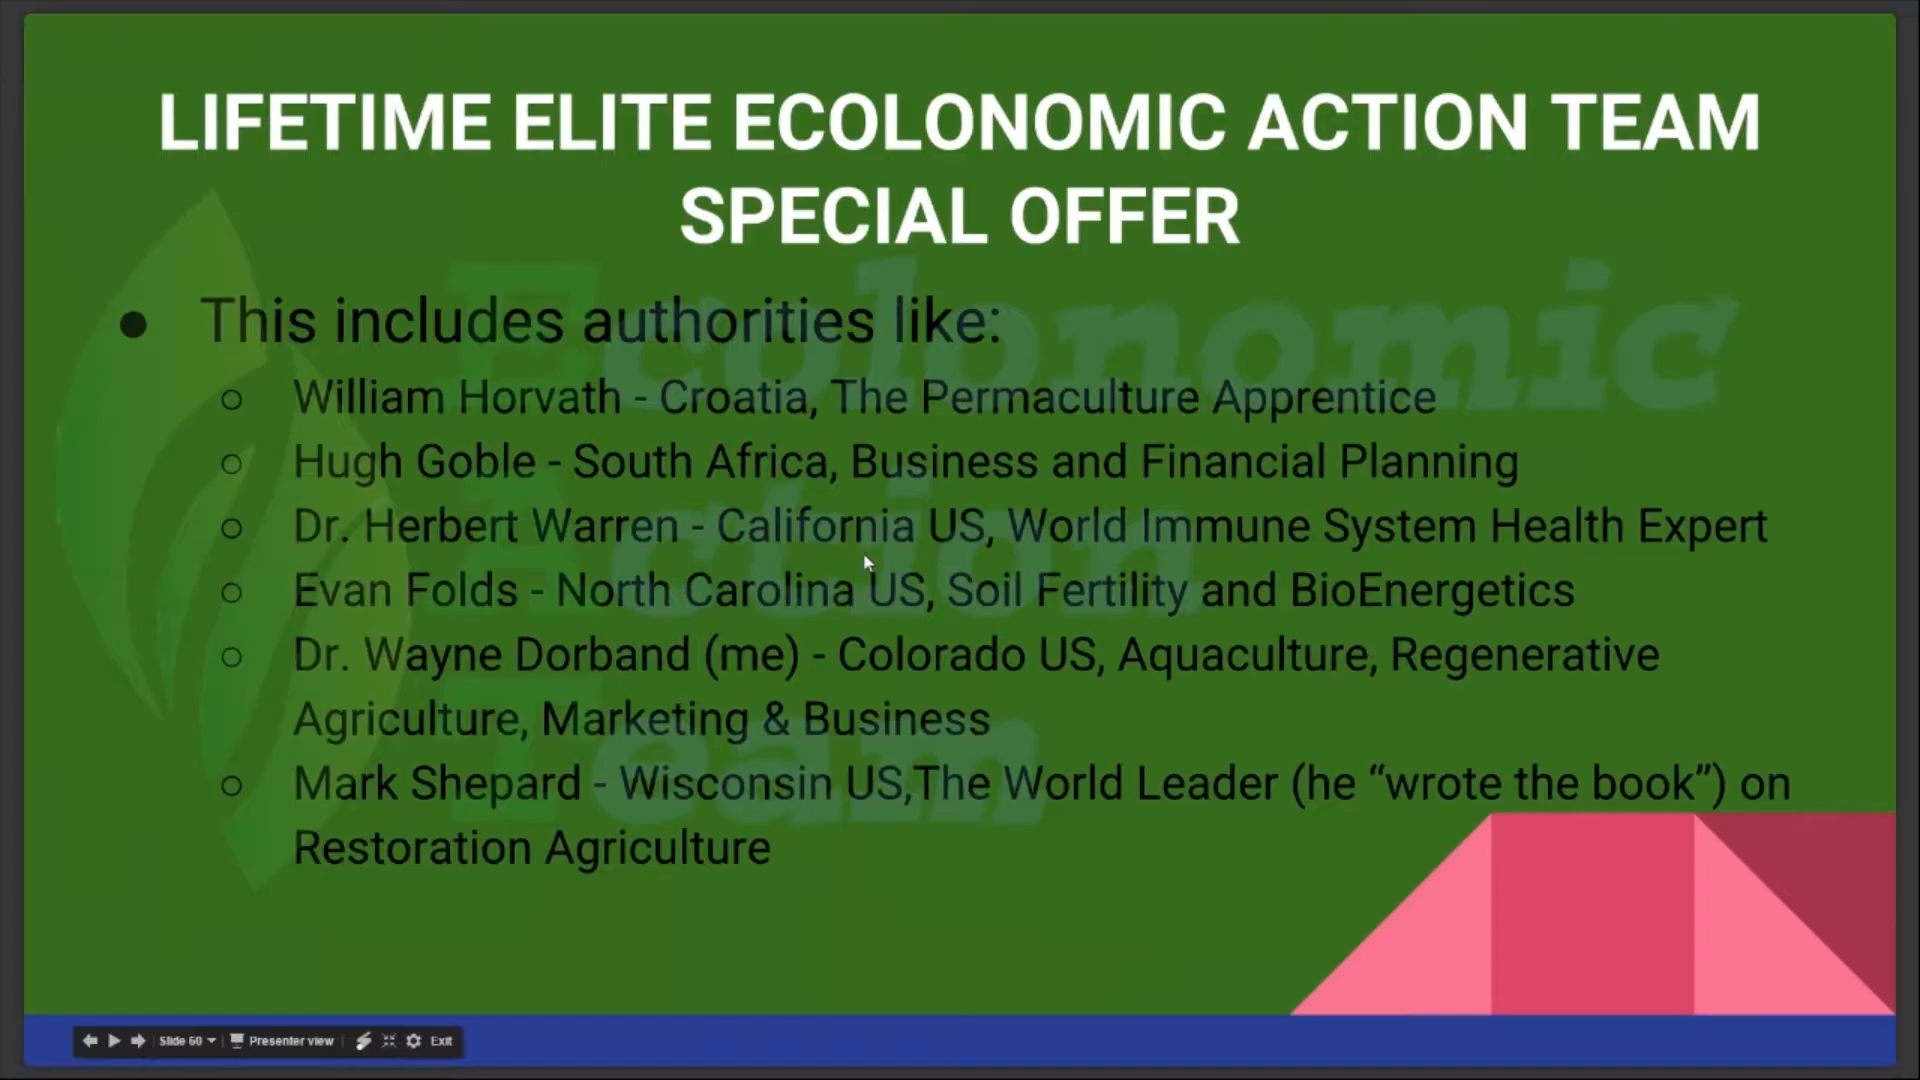 LIFETIME ELITE ECOLONOMIC ACTION TEAM
SPECIAL OFFER
● This includes authorities like:
○ William Horvath - Croatia, The Permaculture Apprentice
○ Hugh Goble - South Africa, Business and Financial Planning
○ Dr. Herbert Warren - California US, World Immune System Health Expert
○ Evan Folds - North Carolina US, Soil Fertility and BioEnergetics
○ Dr. Wayne Dorband (me) - Colorado US, Aquaculture, Regenerative
Agriculture, Marketing & Business
○ Mark Shepard - Wisconsin US,The World Leader (he “wrote the book”) on
Restoration Agriculture
Ecolonomic
Action
Team
Slide 60 Presenter view Exit